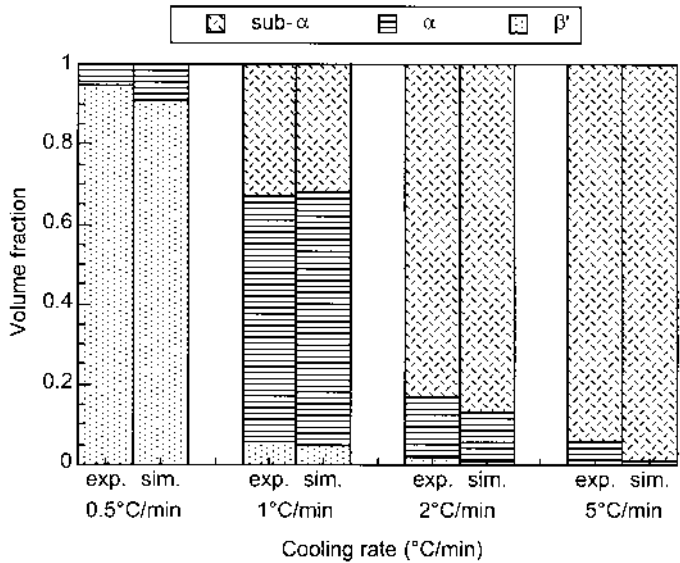 sub-α α β'
1
0.8
0.6
0.4
0.2
0
Volume fraction
exp. sim. exp. sim. exp. sim. exp. sim.
0.5°C/min 1°C/min 2°C/min 5°C/min
Cooling rate (°C/min)